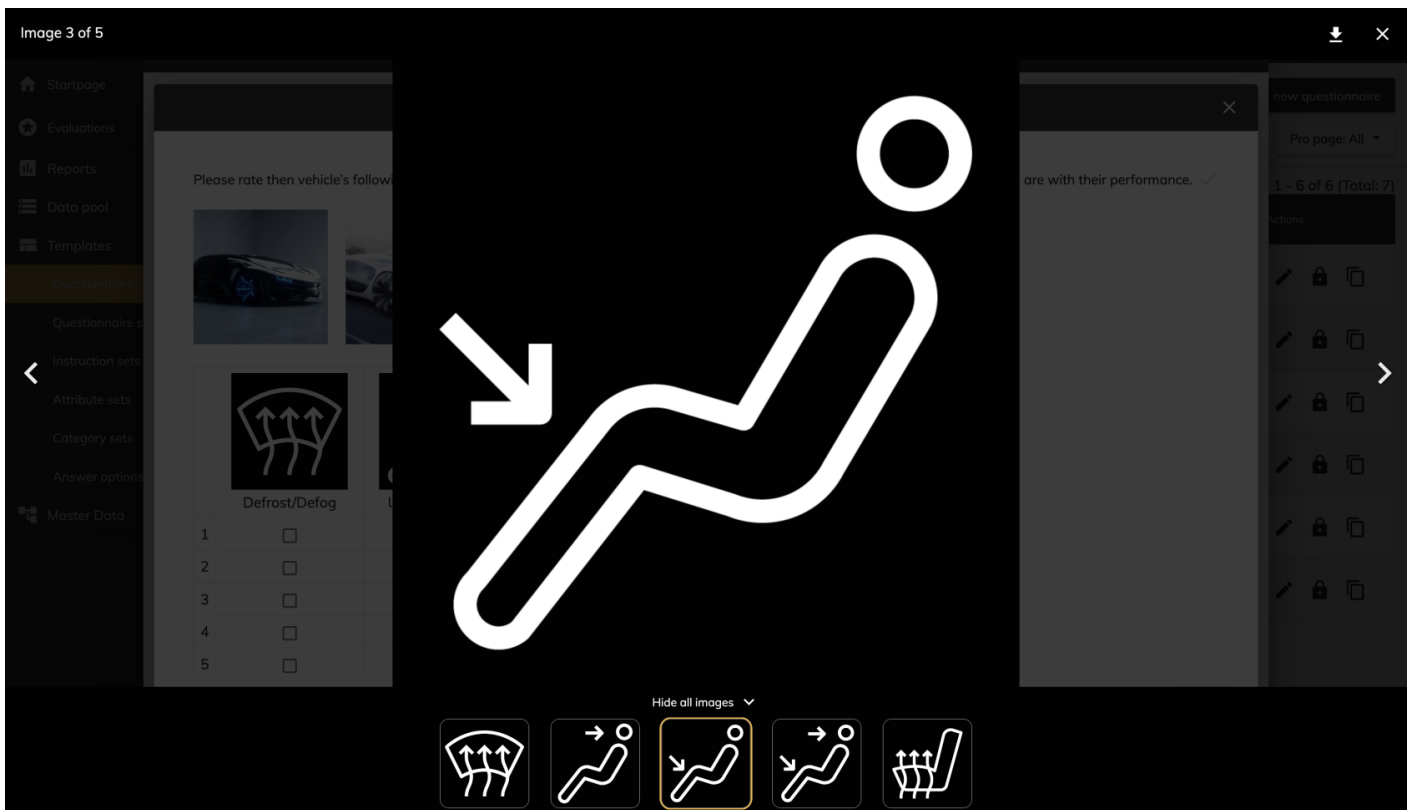 Image 3 of 5
Startpage
new questionnaire
Evaluations
Pro page: All
Reports
Please rate then vehicle's followi
are with their performance.
1 - 6 of 6 (Total: 7)
Data pool
Actions
Templates
Questionnaires
Questionnaire s
Instruction sets
Attribute sets
Category sets
Answer options
Defrost/Defog
Master Data
1
2
3
4
5
Hide all images